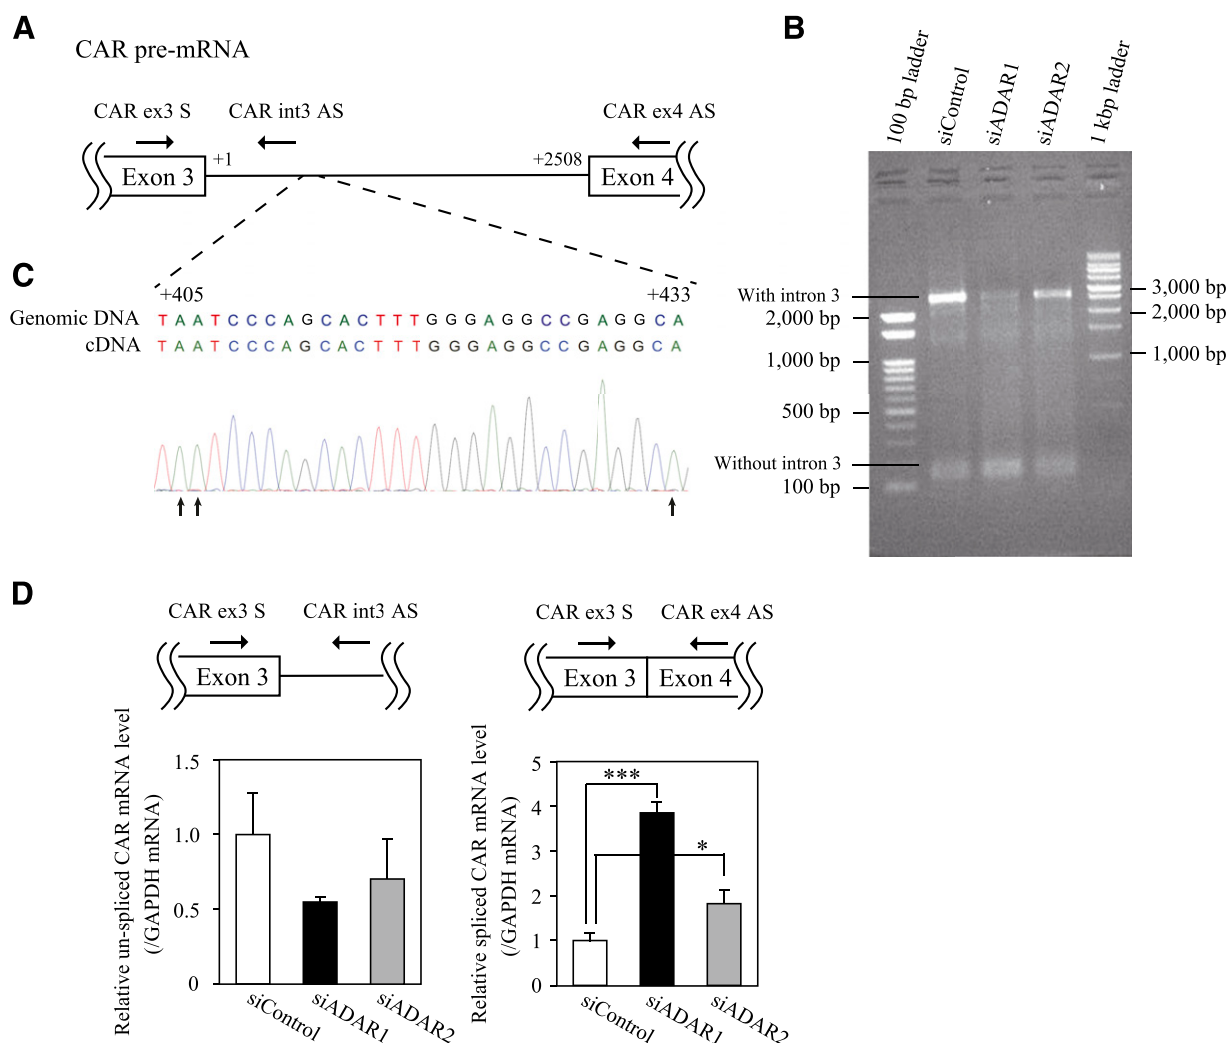 A
CAR pre-mRNA
CAR ex3 S
CAR int3 AS
CAR ex4 AS
+1
+2508
Exon 3
Exon 4
B
100 bp ladder
siControl
siADAR1
siADAR2
1 kbp ladder
With intron 3
2,000 bp
1,000 bp
500 bp
Without intron 3
100 bp
3,000 bp
2,000 bp
1,000 bp
C
+405
+433
Genomic DNA TAATCCCAGCACTTTGGGAGGCCGAGGCA
cDNA TAATCCCAGCACTTTGGGAGGCCGAGGCA
D
CAR ex3 S
CAR int3 AS
Exon 3
Relative un-spliced CAR mRNA level
(/GAPDH mRNA)
1.5
1.0
0.5
0
siControl
siADAR1
siADAR2
CAR ex3 S
CAR ex4 AS
Exon 3
Exon 4
Relative spliced CAR mRNA level
(/GAPDH mRNA)
5
4
3
2
1
0
***
*
siControl
siADAR1
siADAR2